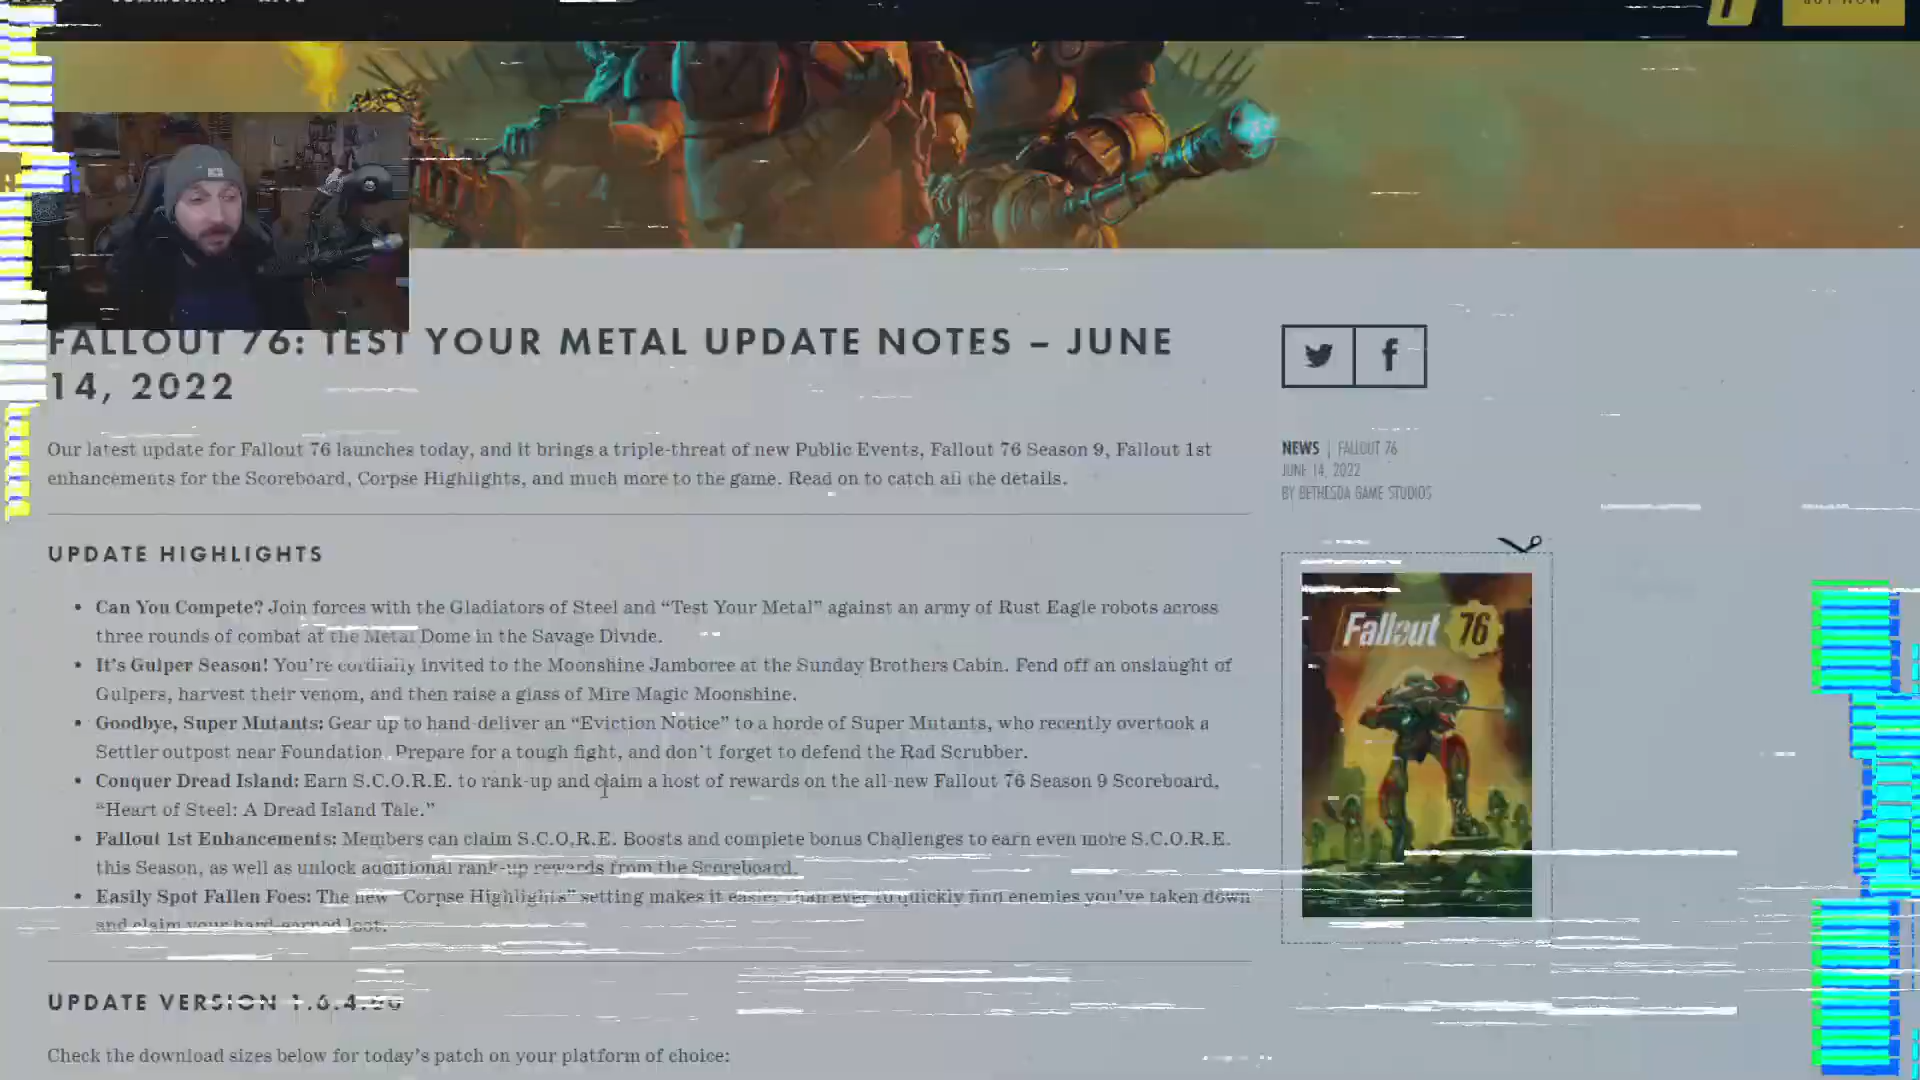 FALLOUT 76: TEST YOUR METAL UPDATE NOTES – JUNE
14, 2022
Our latest update for Fallout 76 launches today, and it brings a triple-threat of new Public Events, Fallout 76 Season 9, Fallout 1st
enhancements for the Scoreboard, Corpse Highlights, and much more to the game. Read on to catch all the details.
NEWS | FALLOUT 76
JUNE 14, 2022
BY BETHESDA GAME STUDIOS
UPDATE HIGHLIGHTS
• Can You Compete? Join forces with the Gladiators of Steel and “Test Your Metal” against an army of Rust Eagle robots across
three rounds of combat at the Metal Dome in the Savage Divide.
• It’s Gulper Season! You’re cordially invited to the Moonshine Jamboree at the Sunday Brothers Cabin. Fend off an onslaught of
Gulpers, harvest their venom, and then raise a glass of Mire Magic Moonshine.
• Goodbye, Super Mutants: Gear up to hand-deliver an “Eviction Notice” to a horde of Super Mutants, who recently overtook a
Settler outpost near Foundation. Prepare for a tough fight, and don’t forget to defend the Rad Scrubber.
• Conquer Dread Island: Earn S.C.O.R.E. to rank-up and claim a host of rewards on the all-new Fallout 76 Season 9 Scoreboard,
“Heart of Steel: A Dread Island Tale.”
• Fallout 1st Enhancements: Members can claim S.C.O.R.E. Boosts and complete bonus Challenges to earn even more S.C.O.R.E.
this Season, as well as unlock additional rank-up rewards from the Scoreboard.
• Easily Spot Fallen Foes: The new “Corpse Highlights” setting makes it easier than ever to quickly find enemies you’ve taken down
and claim your hard-earned loot.
Fallout 76
UPDATE VERSION
Check the download sizes below for today’s patch on your platform of choice: